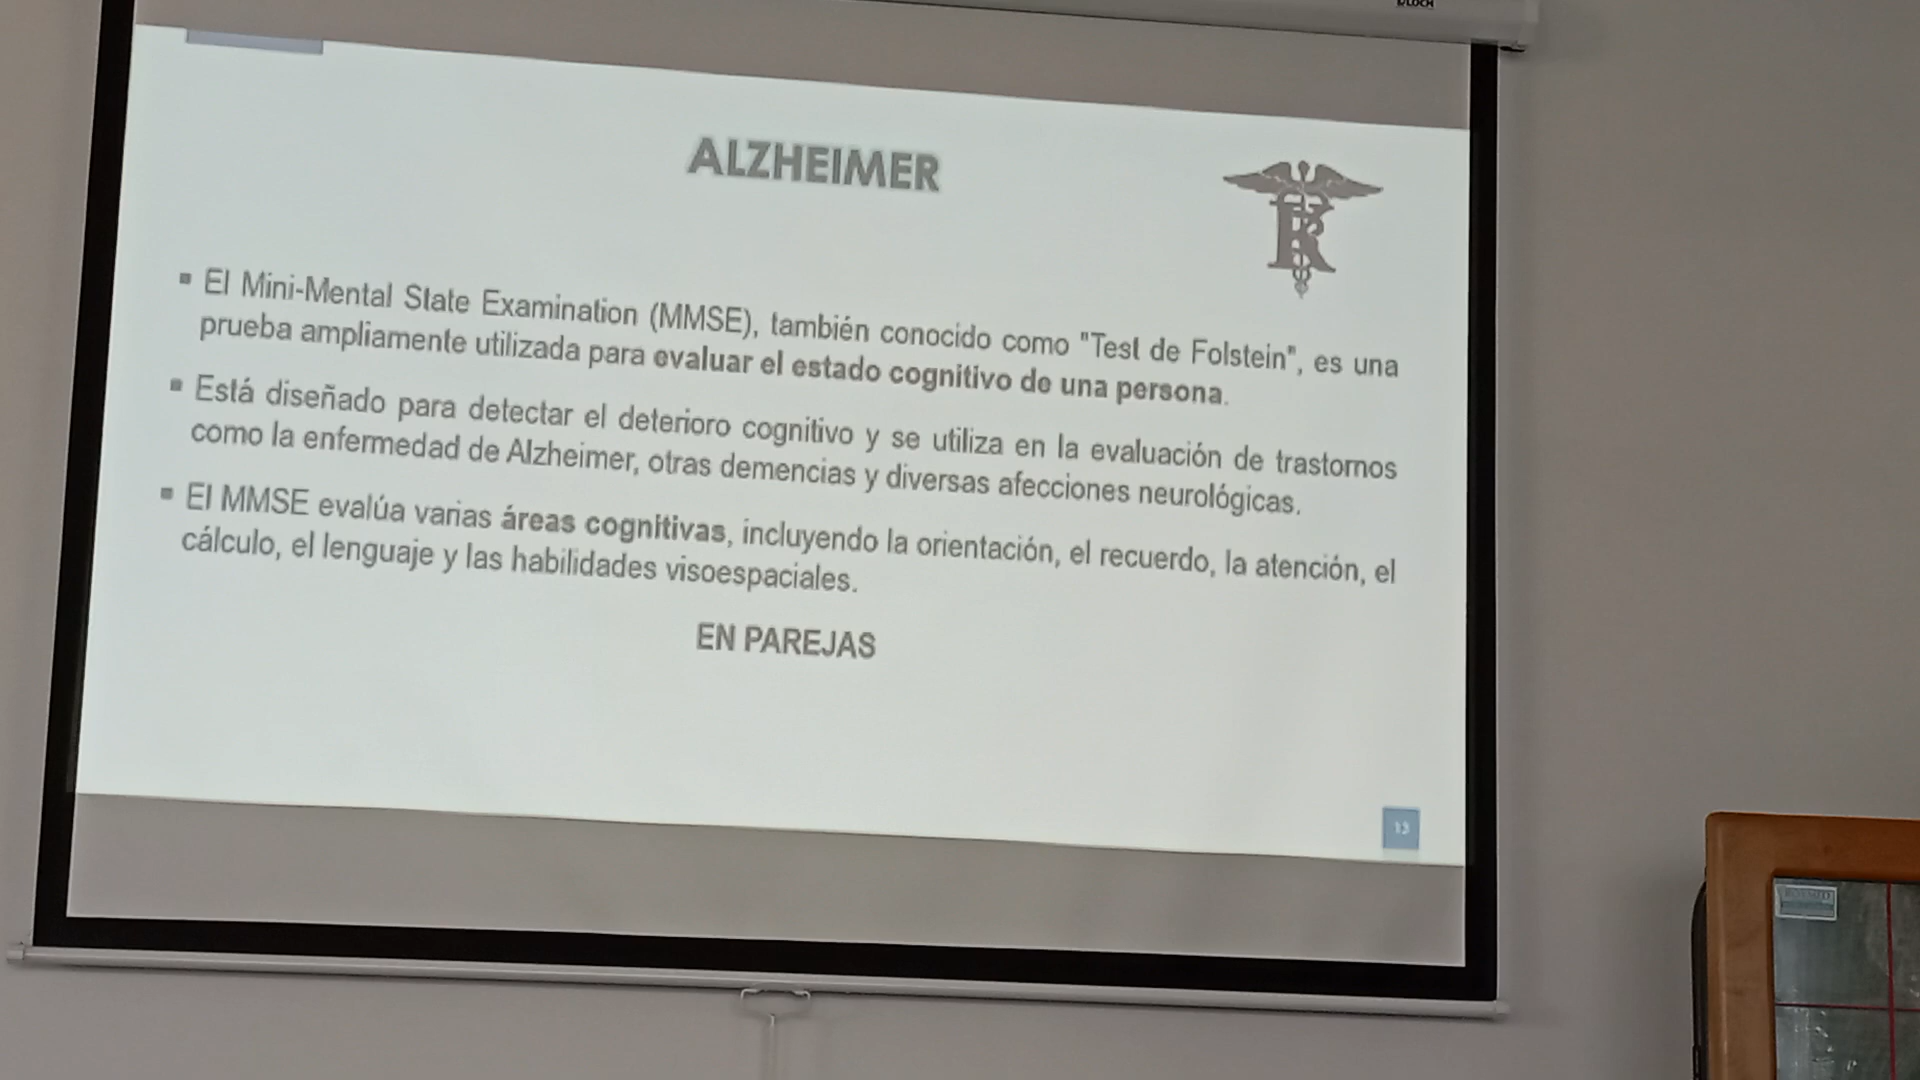 ALZHEIMER
▪ El Mini-Mental State Examination (MMSE), también conocido como "Test de Folstein", es una
prueba ampliamente utilizada para evaluar el estado cognitivo de una persona.
▪ Está diseñado para detectar el deterioro cognitivo y se utiliza en la evaluación de trastornos
como la enfermedad de Alzheimer, otras demencias y diversas afecciones neurológicas.
▪ El MMSE evalúa varias áreas cognitivas, incluyendo la orientación, el recuerdo, la atención, el
cálculo, el lenguaje y las habilidades visoespaciales.
EN PAREJAS
13